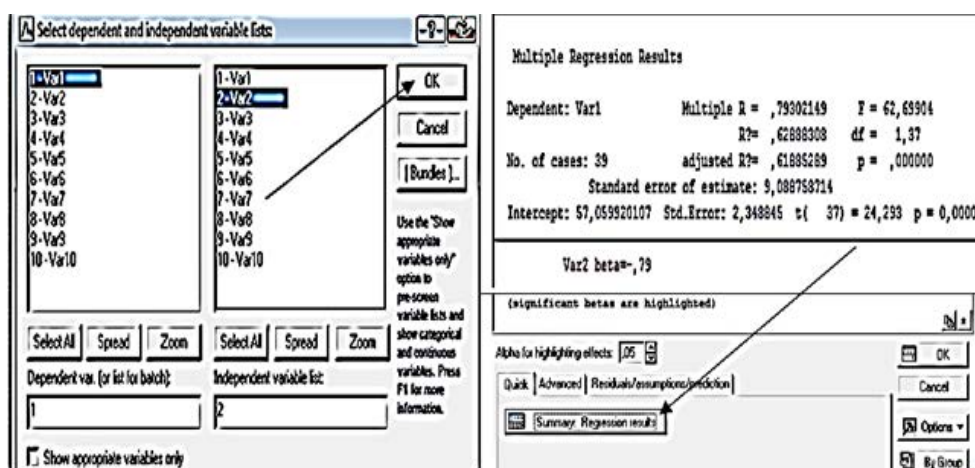 Select dependent and independent variable lists:
1-Var1
2-Var2
3-Var3
4-Var4
5-Var5
6-Var6
7-Var7
8-Var8
9-Var9
10-Var10
1-Var1
2-Var2
3-Var3
4-Var4
5-Var5
6-Var6
7-Var7
8-Var8
9-Var9
10-Var10
OK
Cancel
[Bundles]...
Use the "Show
appropriate
variables only"
option to
pre-screen
variable lists and
show categorical
and continuous
variables. Press
F1 for more
information.
Select All Spread Zoom
Select All Spread Zoom
Dependent var. (or list for batch):
Independent variable list:
1
2
Show appropriate variables only
Multiple Regression Results
Dependent: Var1 Multiple R = ,79302149 F = 62,69904
R?= ,62888308 df = 1,37
No. of cases: 39 adjusted R?= ,61885289 p = ,000000
Standard error of estimate: 9,088758714
Intercept: 57,059920107 Std.Error: 2,348845 t( 37) = 24,293 p = 0,0000
Var2 beta=-,79
(significant betas are highlighted)
Alpha for highlighting effects: ,05
OK
Quick Advanced Residuals/assumptions/prediction
Cancel
Summary: Regression results
Options
By Group